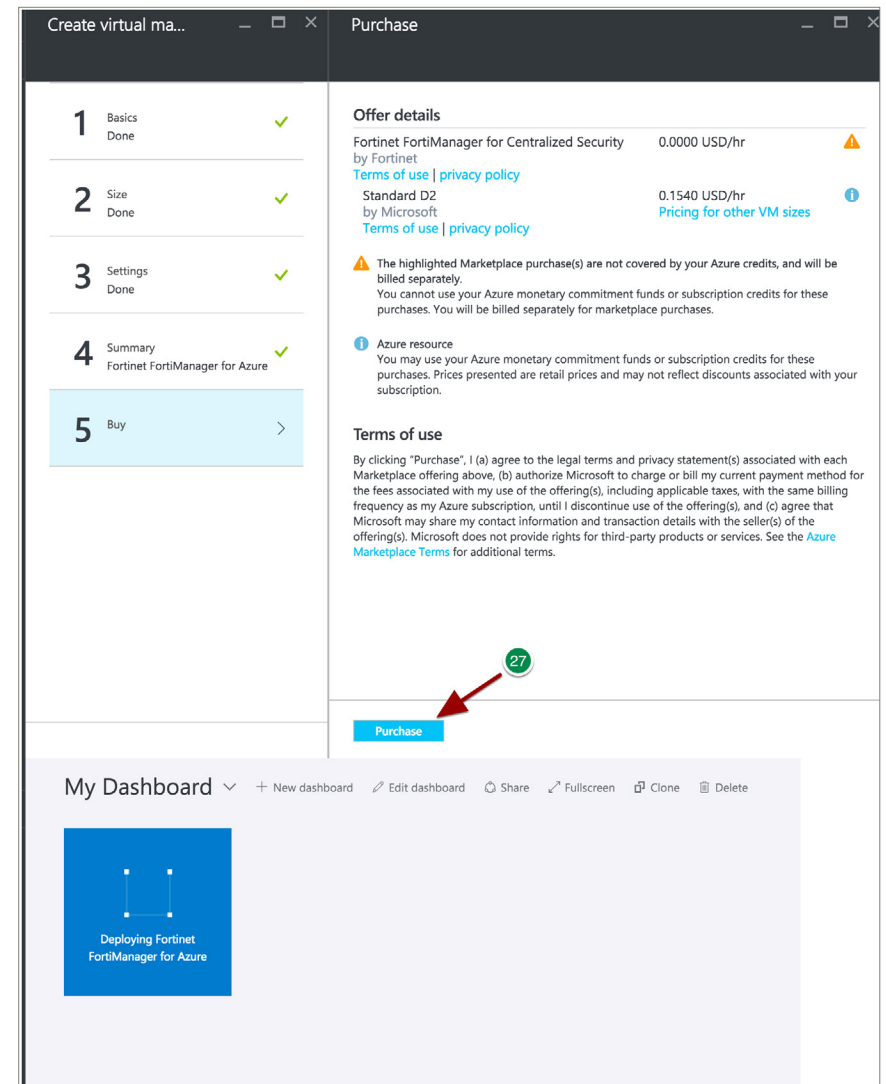 Create virtual ma...
Purchase
1
Basics
Done
2
Size
Done
3
Settings
Done
4
Summary
Fortinet FortiManager for Azure
5
Buy
Offer details
Fortinet FortiManager for Centralized Security 0.0000 USD/hr
by Fortinet
Terms of use | privacy policy
Standard D2 0.1540 USD/hr
by Microsoft Pricing for other VM sizes
Terms of use | privacy policy
The highlighted Marketplace purchase(s) are not covered by your Azure credits, and will be
billed separately.
You cannot use your Azure monetary commitment funds or subscription credits for these
purchases. You will be billed separately for marketplace purchases.
Azure resource
You may use your Azure monetary commitment funds or subscription credits for these
purchases. Prices presented are retail prices and may not reflect discounts associated with your
subscription.
Terms of use
By clicking "Purchase", I (a) agree to the legal terms and privacy statement(s) associated with each
Marketplace offering above, (b) authorize Microsoft to charge or bill my current payment method for
the fees associated with my use of the offering(s), including applicable taxes, with the same billing
frequency as my Azure subscription, until I discontinue use of the offering(s), and (c) agree that
Microsoft may share my contact information and transaction details with the seller(s) of the
offering(s). Microsoft does not provide rights for third-party products or services. See the Azure
Marketplace Terms for additional terms.
27
Purchase
My Dashboard New dashboard Edit dashboard Share Fullscreen Clone Delete
Deploying Fortinet
FortiManager for Azure